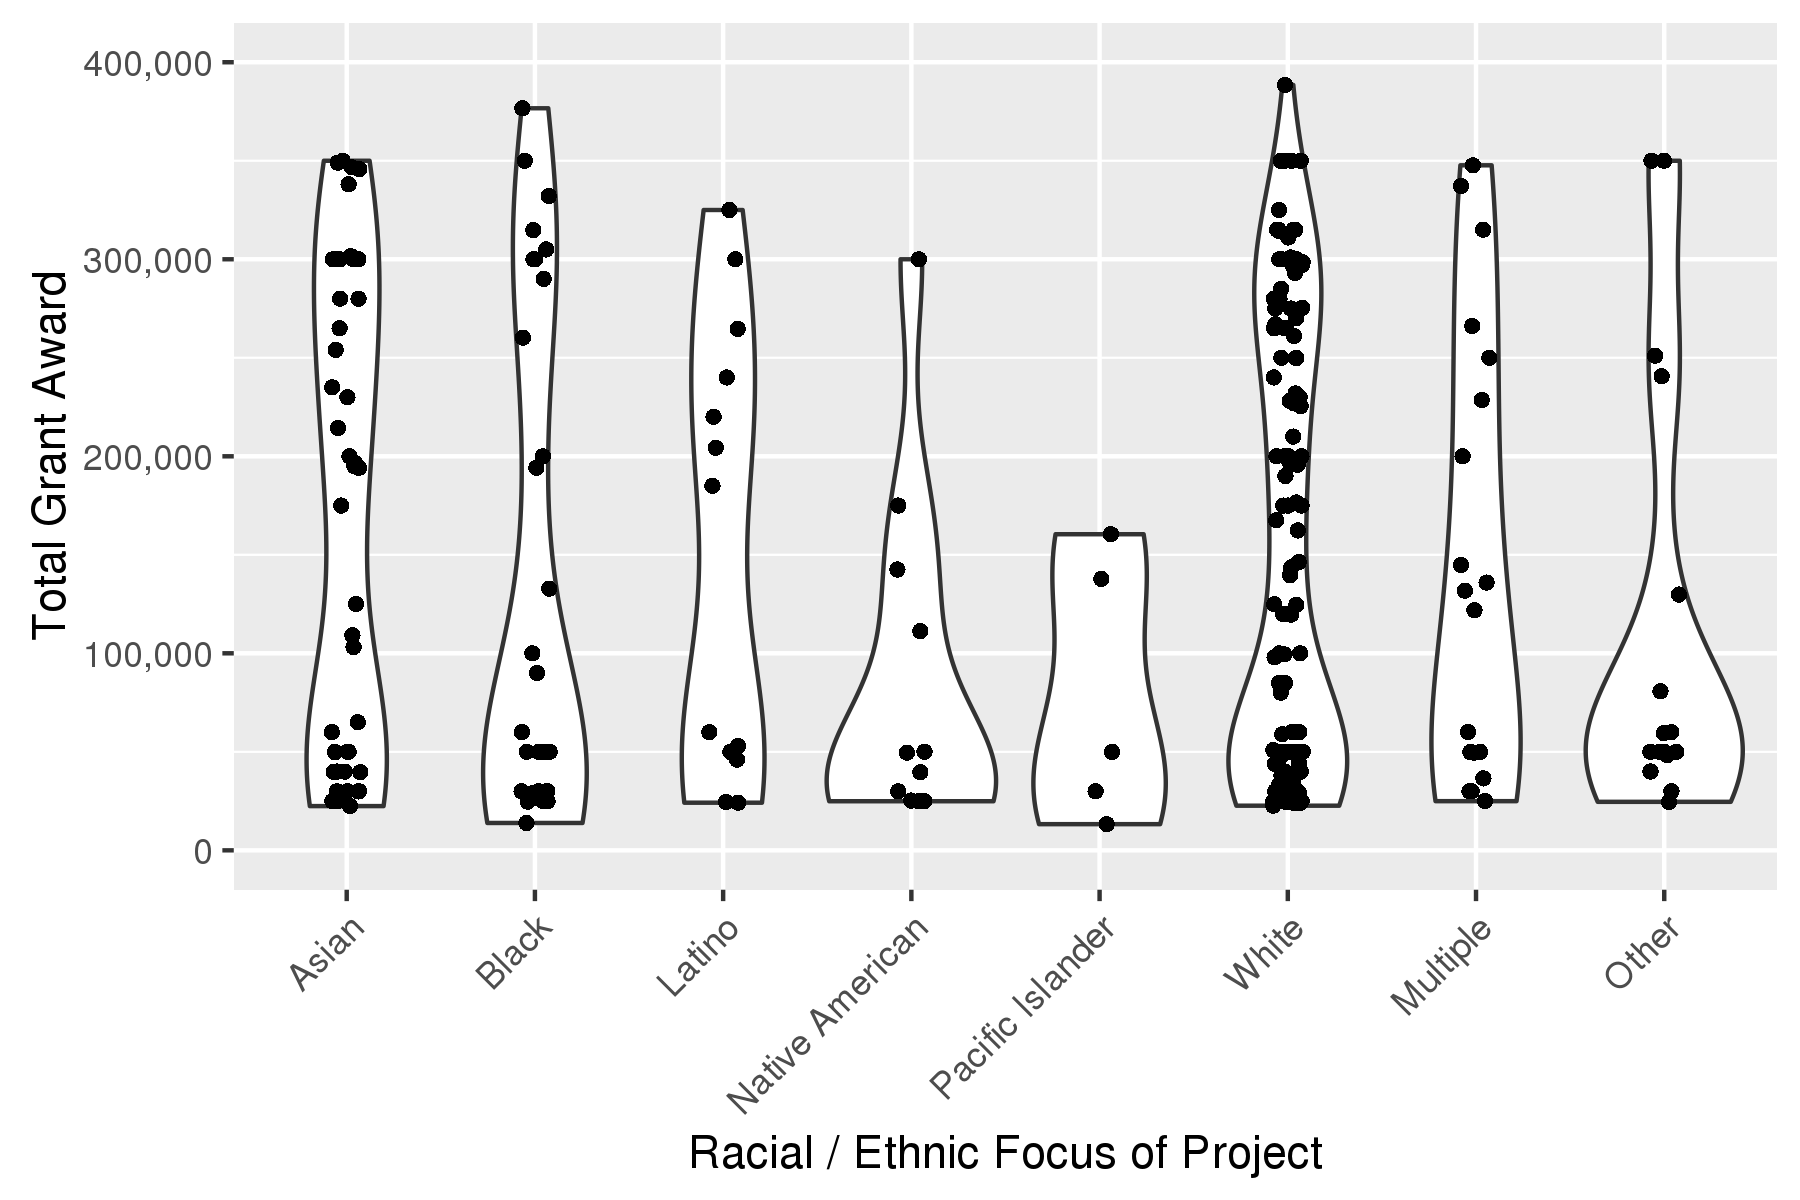 Total Grant Award
400,000
300,000
200,000
100,000
0
Asian
Black
Latino
Native American
Pacific Islander
White
Multiple
Other
Racial / Ethnic Focus of Project